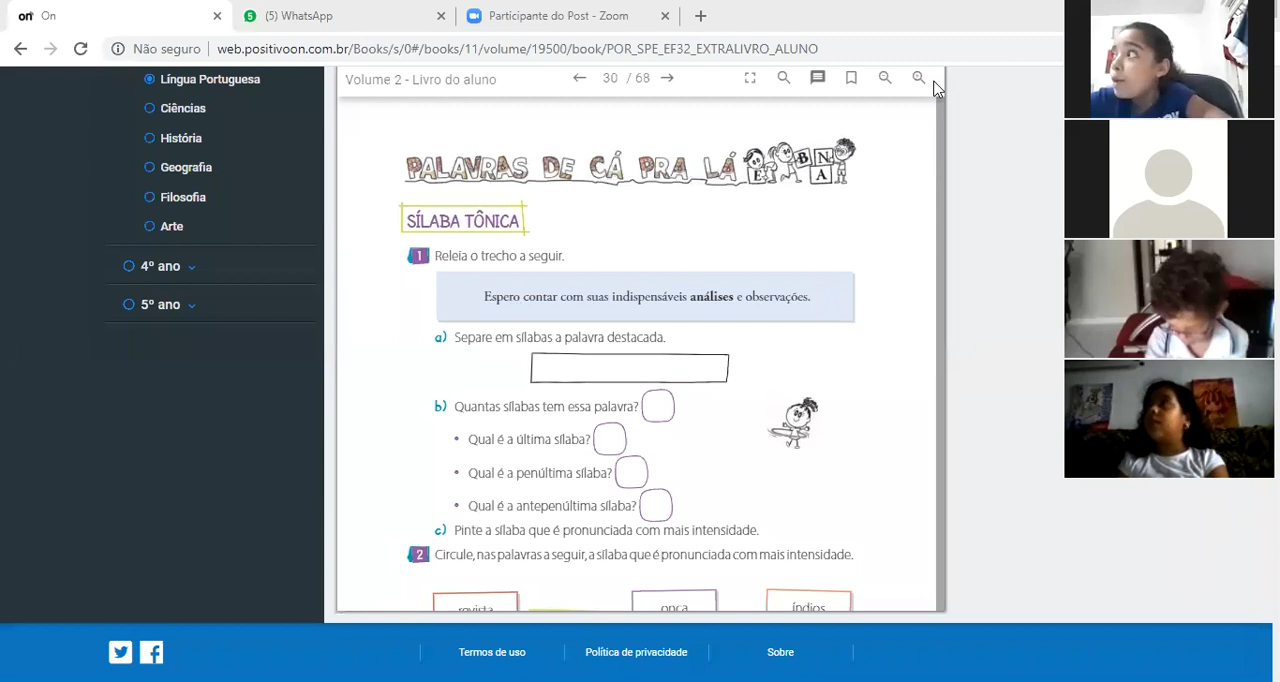 on On
(5) WhatsApp
Participante do Post - Zoom
Não seguro | web.positivoon.com.br/Books/s/0#/books/11/volume/19500/book/POR_SPE_EF32_EXTRALIVRO_ALUNO
Língua Portuguesa
Ciências
História
Geografia
Filosofia
Arte
4º ano
5º ano
Volume 2 - Livro do aluno
30 / 68
PALAVRAS DE CÁ PRA LÁ
E B N A
SÍLABA TÔNICA
1 Releia o trecho a seguir.
Espero contar com suas indispensáveis análises e observações.
a) Separe em sílabas a palavra destacada.
b) Quantas sílabas tem essa palavra?
• Qual é a última sílaba?
• Qual é a penúltima sílaba?
• Qual é a antepenúltima sílaba?
c) Pinte a sílaba que é pronunciada com mais intensidade.
2 Circule, nas palavras a seguir, a sílaba que é pronunciada com mais intensidade.
revista
onça
índios
Termos de uso
Política de privacidade
Sobre